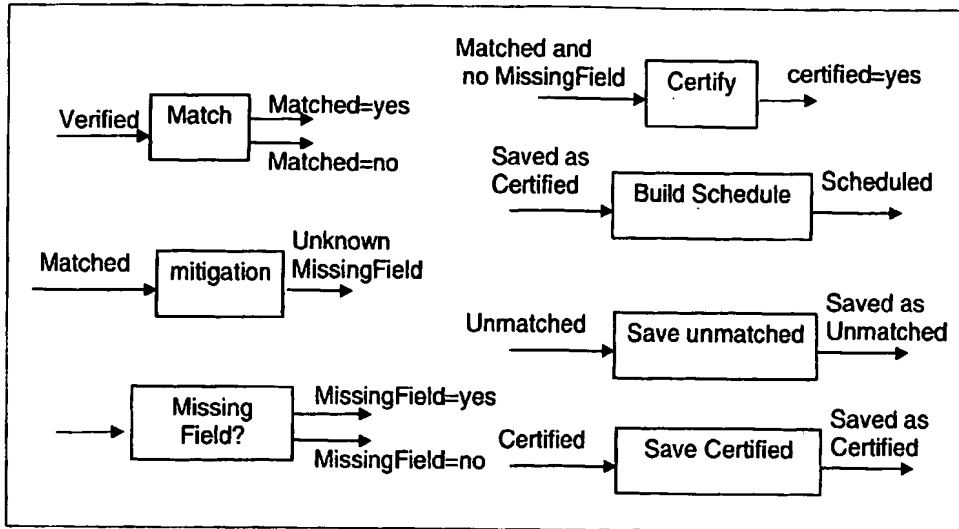 Verified
Match
Matched=yes
Matched=no
Matched
mitigation
Unknown
MissingField
Missing
Field?
MissingField=yes
MissingField=no
Matched and
no MissingField
Certify
certified=yes
Saved as
Certified
Build Schedule
Scheduled
Unmatched
Save unmatched
Saved as
Unmatched
Certified
Save Certified
Saved as
Certified